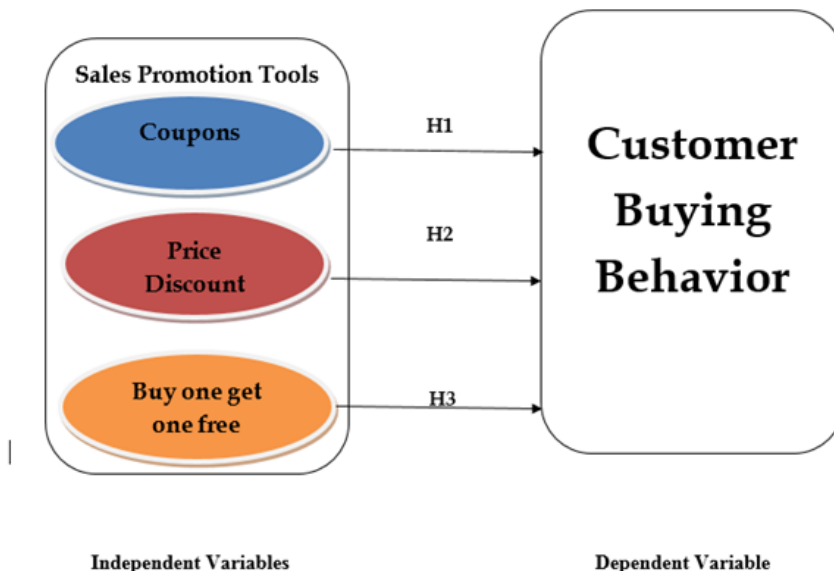 Sales Promotion Tools
Coupons
H1
Price
Discount
H2
Buy one get
one free
H3
Customer
Buying
Behavior
Independent Variables
Dependent Variable